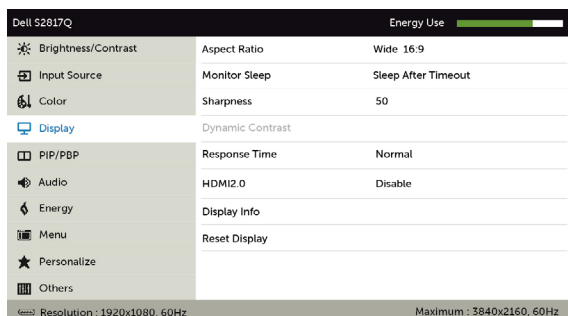 Dell S2817Q Energy Use
Brightness/Contrast
Input Source
Color
Display
PIP/PBP
Audio
Energy
Menu
Personalize
Others
Aspect Ratio Wide 16:9
Monitor Sleep Sleep After Timeout
Sharpness 50
Dynamic Contrast
Response Time Normal
HDMI2.0 Disable
Display Info
Reset Display
Resolution : 1920x1080, 60Hz Maximum : 3840x2160, 60Hz